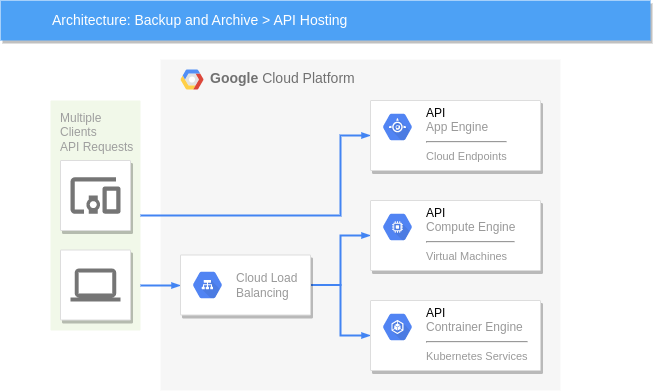 Architecture: Backup and Archive > API Hosting
Google Cloud Platform
Multiple
Clients
API Requests
API
App Engine
Cloud Endpoints
API
Compute Engine
Virtual Machines
Cloud Load
Balancing
API
Contrainer Engine
Kubernetes Services